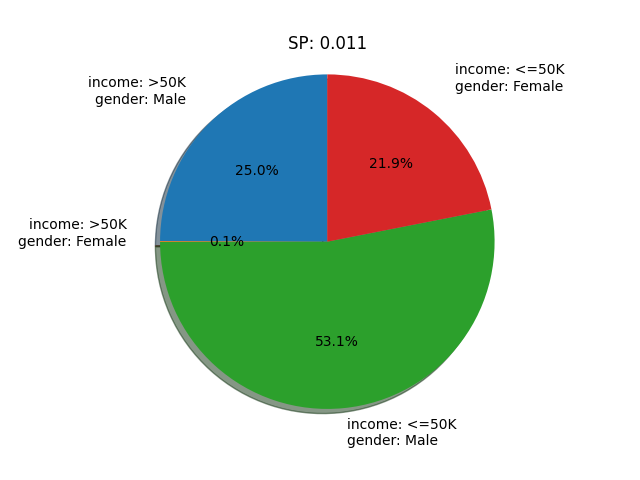 SP: 0.011
income: >50K
gender: Male
income: <=50K
gender: Female
25.0%
21.9%
income: >50K
gender: Female
0.1%
53.1%
income: <=50K
gender: Male